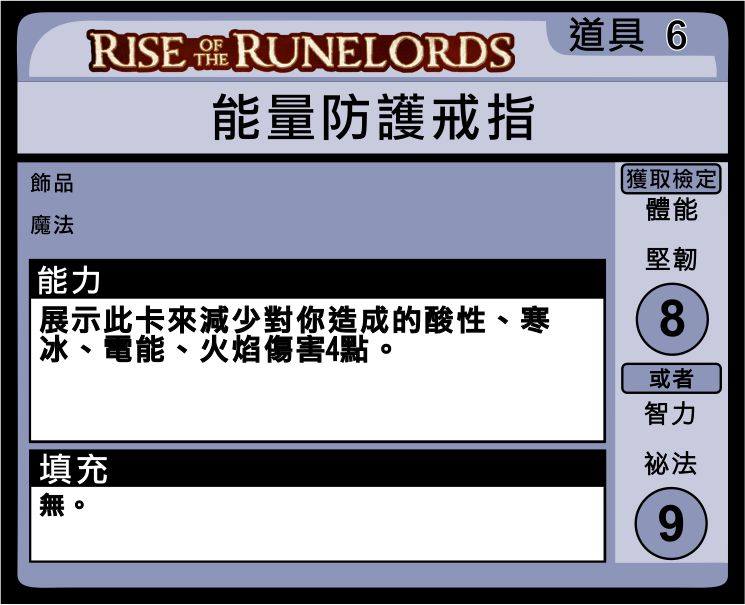 RISE OF THE RUNELORDS
道具 6
能量防護戒指
飾品
魔法
能力
展示此卡來減少對你造成的酸性、寒
冰、電能、火焰傷害4點。
填充
無。
獲取檢定
體能
堅韌
8
或者
智力
祕法
9